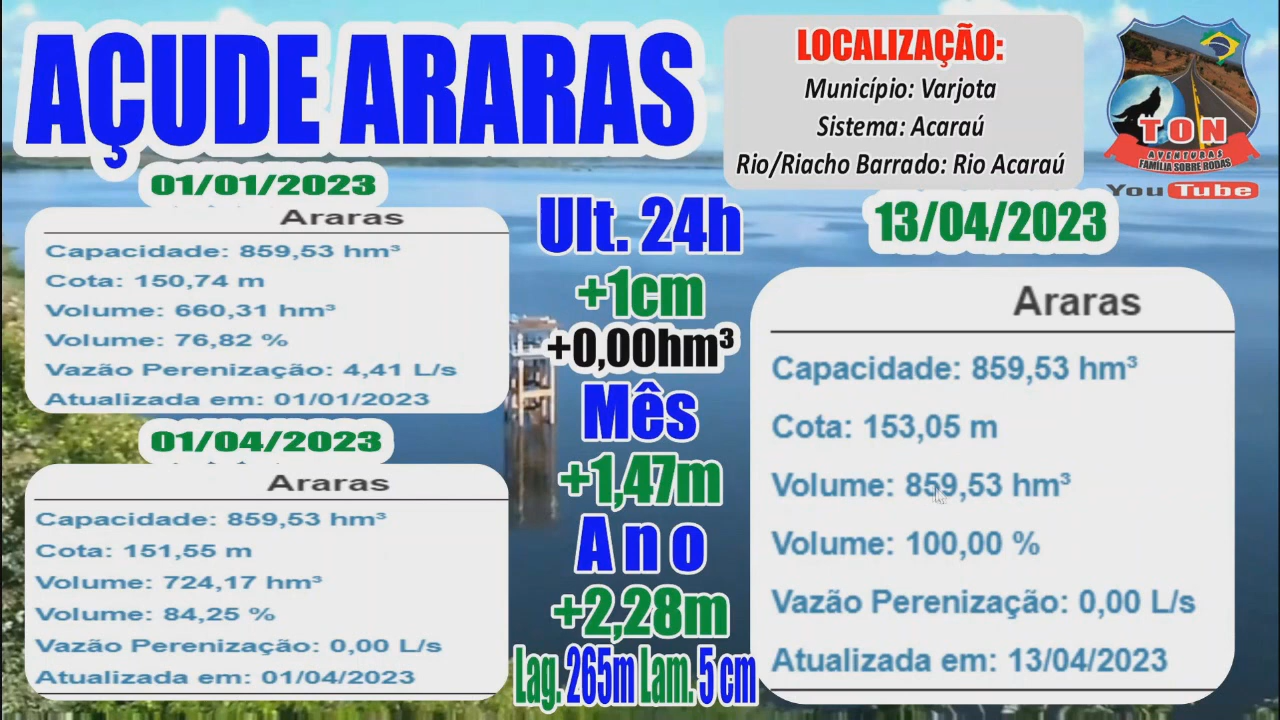 AÇUDE ARARAS
LOCALIZAÇÃO:
Município: Varjota
Sistema: Acaraú
Rio/Riacho Barrado: Rio Acaraú
TON
AVENTURAS
FAMÍLIA SOBRE RODAS
YouTube
01/01/2023
Araras
Capacidade: 859,53 hm³
Cota: 150,74 m
Volume: 660,31 hm³
Volume: 76,82 %
Vazão Perenização: 4,41 L/s
Atualizada em: 01/01/2023
01/04/2023
Araras
Capacidade: 859,53 hm³
Cota: 151,55 m
Volume: 724,17 hm³
Volume: 84,25 %
Vazão Perenização: 0,00 L/s
Atualizada em: 01/04/2023
Ult. 24h
+1cm
+0,00hm³
Mês
+1,47m
Ano
+2,28m
Lag. 265m Lam. 5 cm
13/04/2023
Araras
Capacidade: 859,53 hm³
Cota: 153,05 m
Volume: 859,53 hm³
Volume: 100,00 %
Vazão Perenização: 0,00 L/s
Atualizada em: 13/04/2023